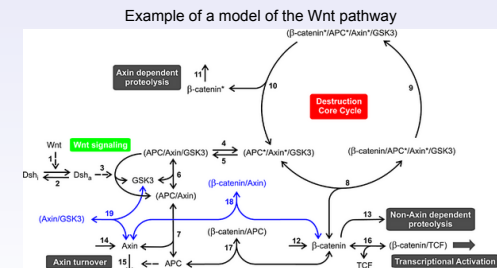 Example of a model of the Wnt pathway
(β-catenin*/APC*/Axin*/GSK3)
Axin dependent
proteolysis
11
β-catenin*
10
9
Destruction
Core Cycle
Wnt
Wnt signaling
1
Dshᵢ
2
Dshₐ
3
(APC/Axin/GSK3)
4
5
(APC*/Axin*/GSK3)
(β-catenin/APC*/Axin*/GSK3)
GSK3
6
(APC/Axin)
(β-catenin/Axin)
8
(Axin/GSK3)
19
18
13
Non-Axin dependent
proteolysis
14
Axin
7
(β-catenin/APC)
17
12
β-catenin
16
(β-catenin/TCF)
Axin turnover
15
APC
TCF
Transcriptional Activation